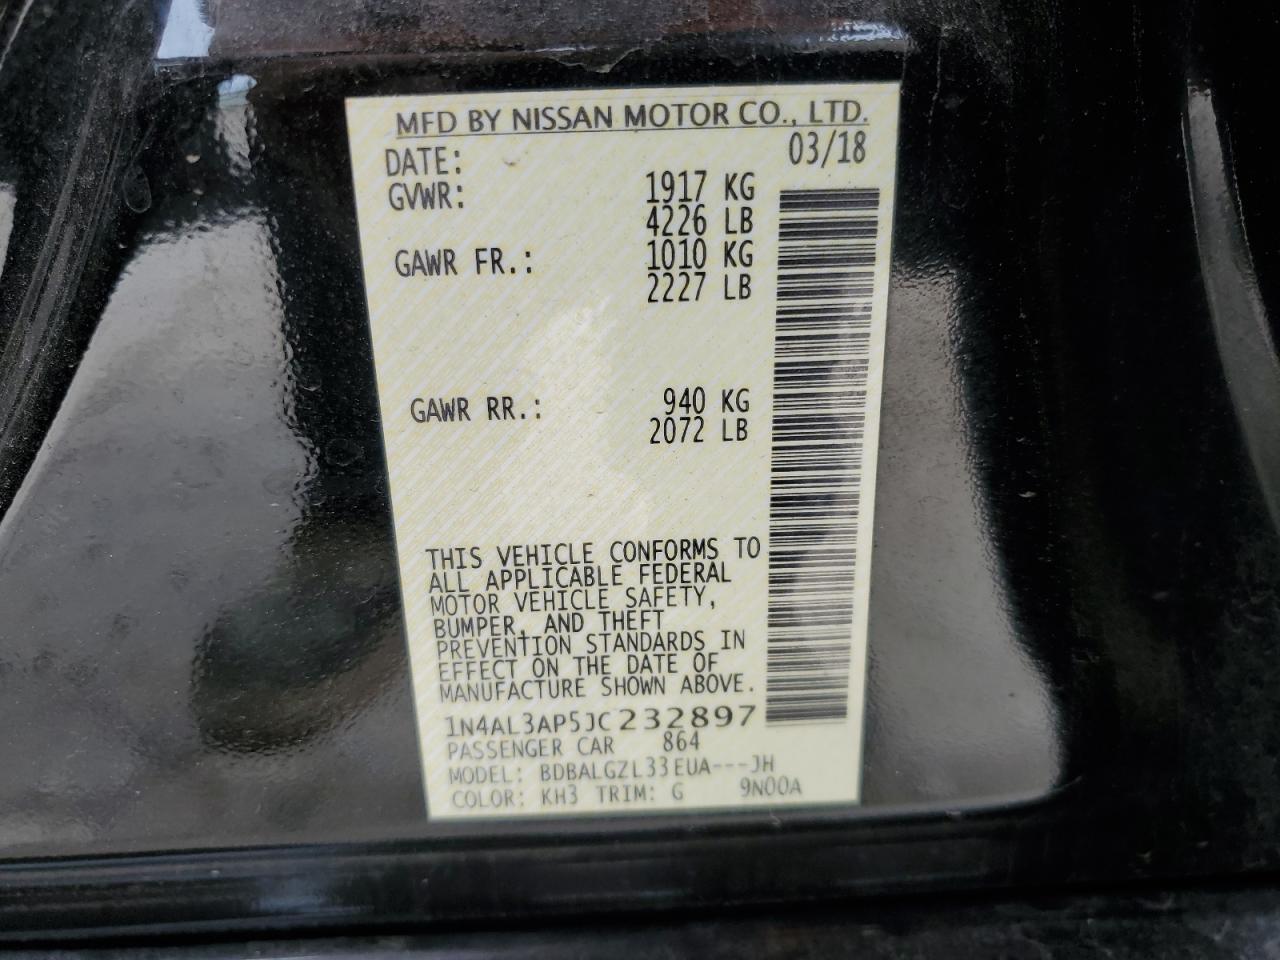 MFD BY NISSAN MOTOR CO., LTD.
DATE: 03/18
GVWR: 1917 KG
4226 LB
GAWR FR.: 1010 KG
2227 LB
GAWR RR.: 940 KG
2072 LB
THIS VEHICLE CONFORMS TO
ALL APPLICABLE FEDERAL
MOTOR VEHICLE SAFETY,
BUMPER, AND THEFT
PREVENTION STANDARDS IN
EFFECT ON THE DATE OF
MANUFACTURE SHOWN ABOVE.
1N4AL3AP5JC232897
PASSENGER CAR 864
MODEL: BDBALGZL33EUA---JH
COLOR: KH3 TRIM: G 9N00A